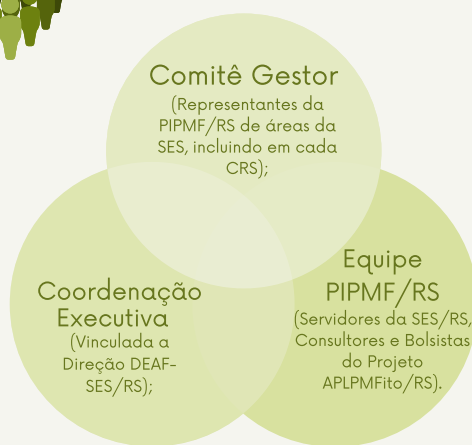 Comitê Gestor
(Representantes da
PIPMF/RS de áreas da
SES, incluindo em cada
CRS);
Coordenação
Executiva
(Vinculada a
Direção DEAF-
SES/RS);
Equipe
PIPMF/RS
(Servidores da SES/RS,
Consultores e Bolsistas
do Projeto
APLPMFito/RS).